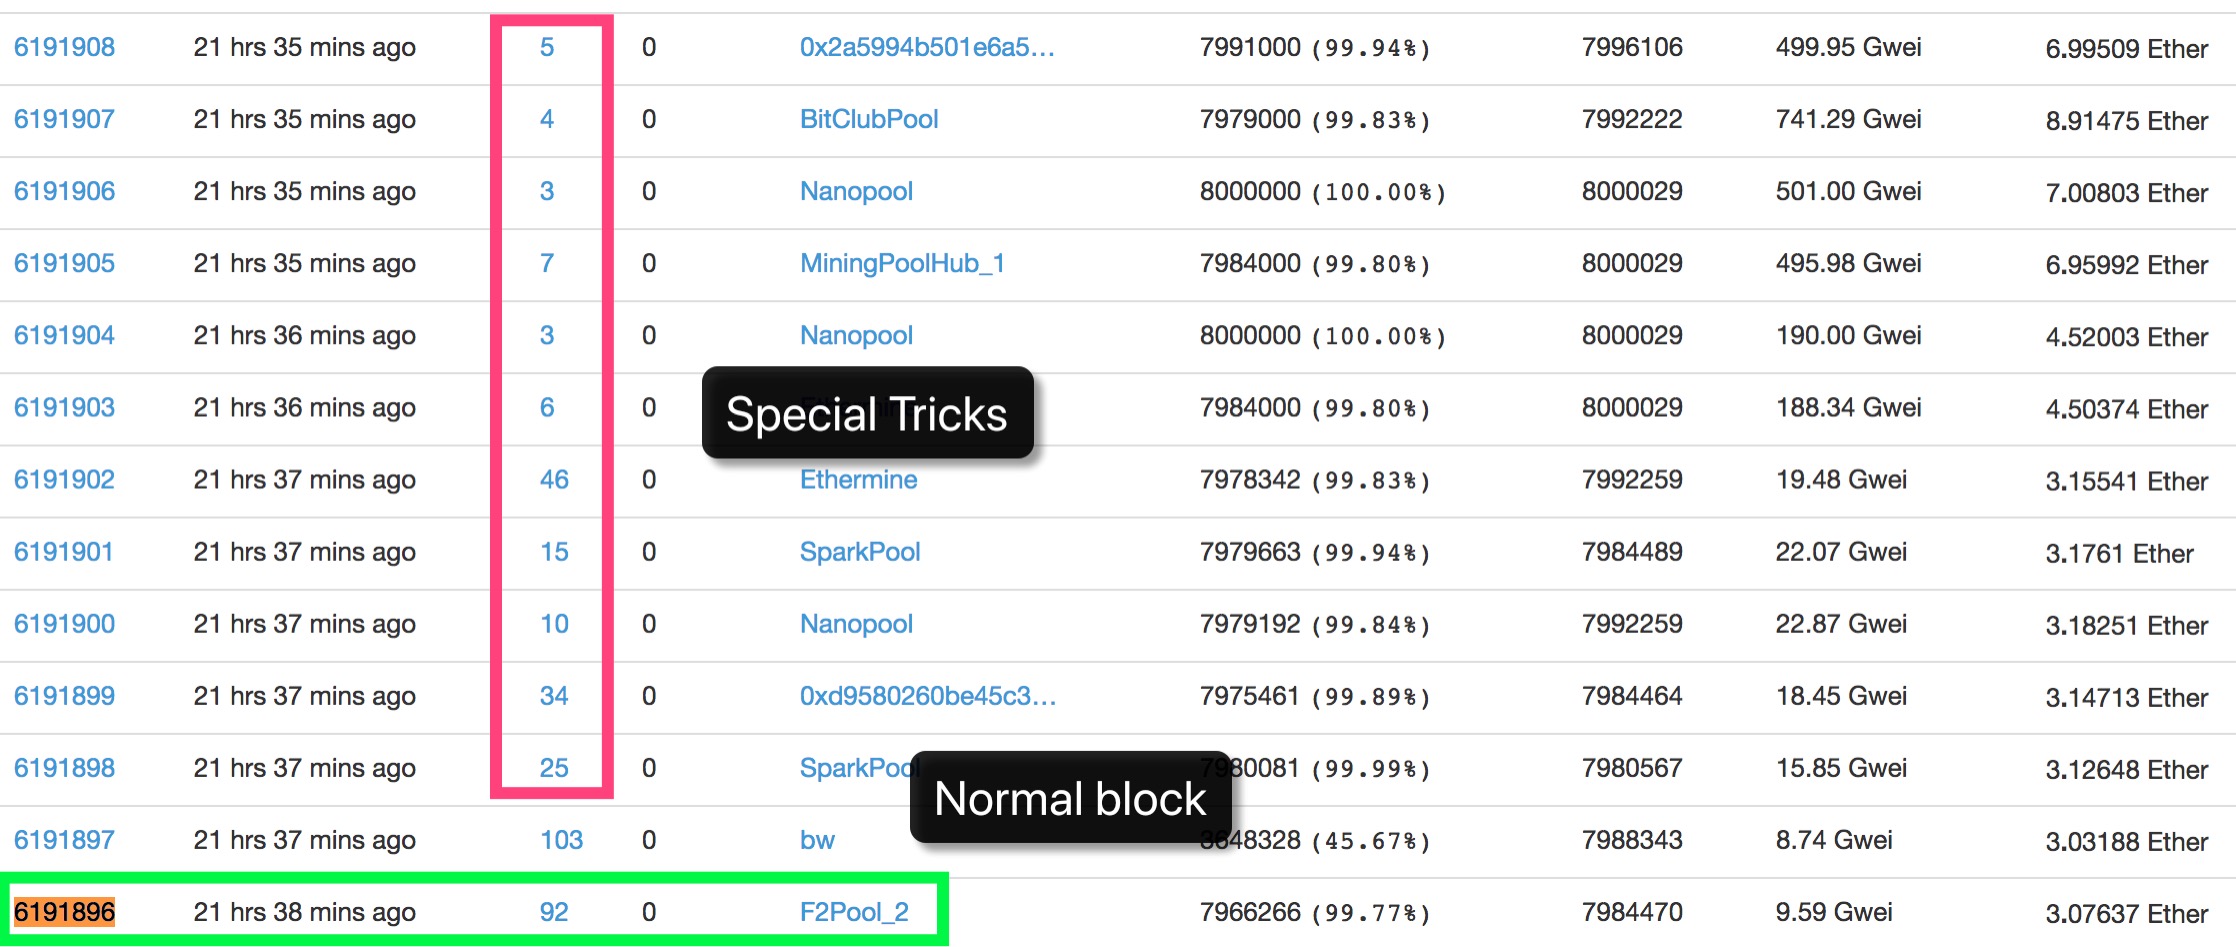 6191908 21 hrs 35 mins ago 5 0 0x2a5994b501e6a5... 7991000 (99.94%) 7996106 499.95 Gwei 6.99509 Ether
6191907 21 hrs 35 mins ago 4 0 BitClubPool 7979000 (99.83%) 7992222 741.29 Gwei 8.91475 Ether
6191906 21 hrs 35 mins ago 3 0 Nanopool 8000000 (100.00%) 8000029 501.00 Gwei 7.00803 Ether
6191905 21 hrs 35 mins ago 7 0 MiningPoolHub_1 7984000 (99.80%) 8000029 495.98 Gwei 6.95992 Ether
6191904 21 hrs 36 mins ago 3 0 Nanopool 8000000 (100.00%) 8000029 190.00 Gwei 4.52003 Ether
6191903 21 hrs 36 mins ago 6 0 7984000 (99.80%) 8000029 188.34 Gwei 4.50374 Ether
Special Tricks
6191902 21 hrs 37 mins ago 46 0 Ethermine 7978342 (99.83%) 7992259 19.48 Gwei 3.15541 Ether
6191901 21 hrs 37 mins ago 15 0 SparkPool 7979663 (99.94%) 7984489 22.07 Gwei 3.1761 Ether
6191900 21 hrs 37 mins ago 10 0 Nanopool 7979192 (99.84%) 7992259 22.87 Gwei 3.18251 Ether
6191899 21 hrs 37 mins ago 34 0 0xd9580260be45c3... 7975461 (99.89%) 7984464 18.45 Gwei 3.14713 Ether
6191898 21 hrs 37 mins ago 25 0 SparkPool 7980081 (99.99%) 7980567 15.85 Gwei 3.12648 Ether
Normal block
6191897 21 hrs 37 mins ago 103 0 bw 3648328 (45.67%) 7988343 8.74 Gwei 3.03188 Ether
6191896 21 hrs 38 mins ago 92 0 F2Pool_2 7966266 (99.77%) 7984470 9.59 Gwei 3.07637 Ether